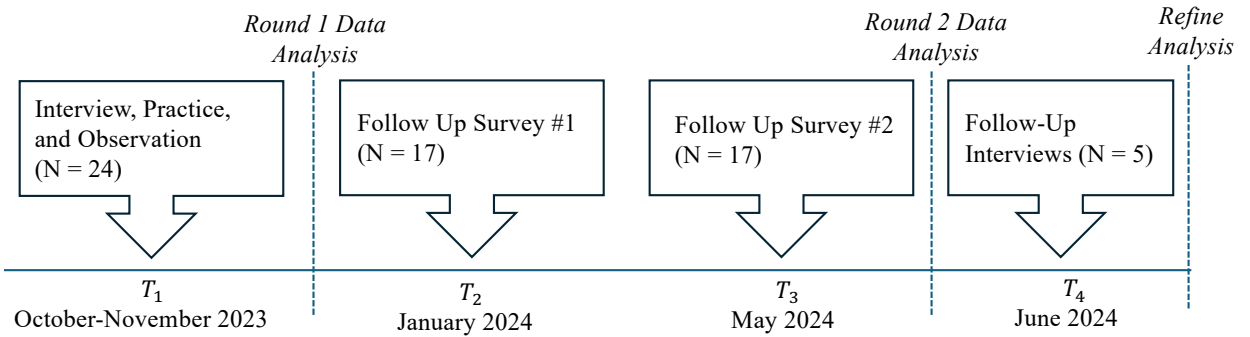 Round 1 Data
Analysis
Round 2 Data
Analysis
Refine
Analysis
Interview, Practice,
and Observation
(N = 24)
Follow Up Survey #1
(N = 17)
Follow Up Survey #2
(N = 17)
Follow-Up
Interviews (N = 5)
T₁
October-November 2023
T₂
January 2024
T₃
May 2024
T₄
June 2024